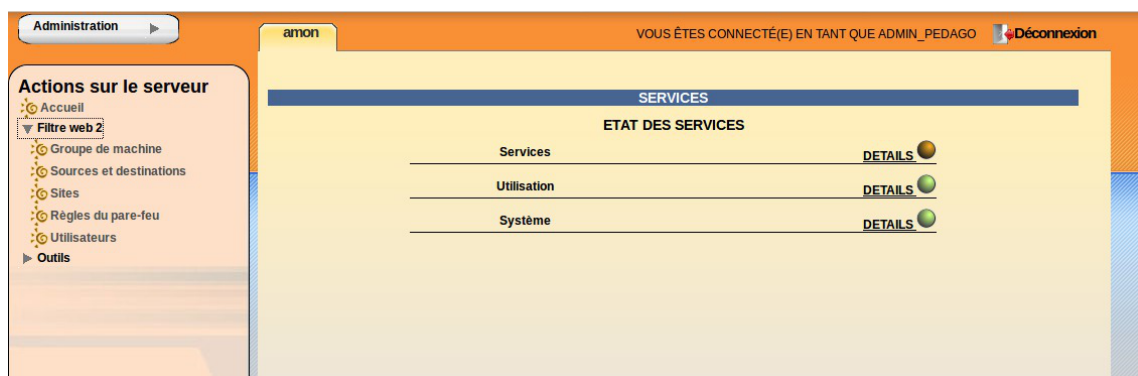 Administration
amon
VOUS ÊTES CONNECTÉ(E) EN TANT QUE ADMIN_PEDAGO
Déconnexion
Actions sur le serveur
Accueil
Filtre web 2
Groupe de machine
Sources et destinations
Sites
Règles du pare-feu
Utilisateurs
Outils
SERVICES
ETAT DES SERVICES
Services DETAILS
Utilisation DETAILS
Système DETAILS